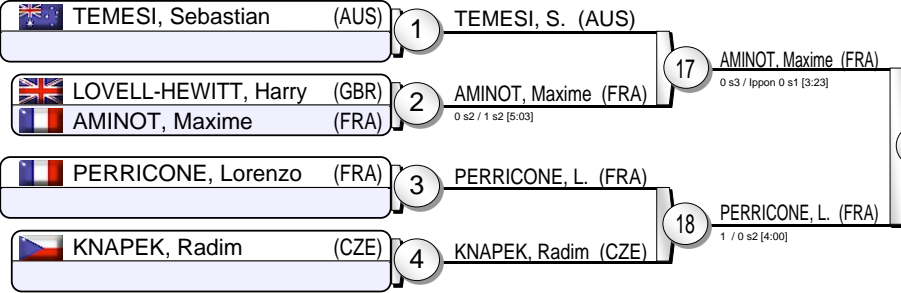 TEMESI, Sebastian (AUS)
1
TEMESI, S. (AUS)
LOVELL-HEWITT, Harry (GBR)
AMINOT, Maxime (FRA)
2
AMINOT, Maxime (FRA)
0 s2 / 1 s2 [5:03]
17
AMINOT, Maxime (FRA)
0 s3 / Ippon 0 s1 [3:23]
PERRICONE, Lorenzo (FRA)
3
PERRICONE, L. (FRA)
KNAPEK, Radim (CZE)
4
KNAPEK, Radim (CZE)
18
PERRICONE, L. (FRA)
1 / 0 s2 [4:00]